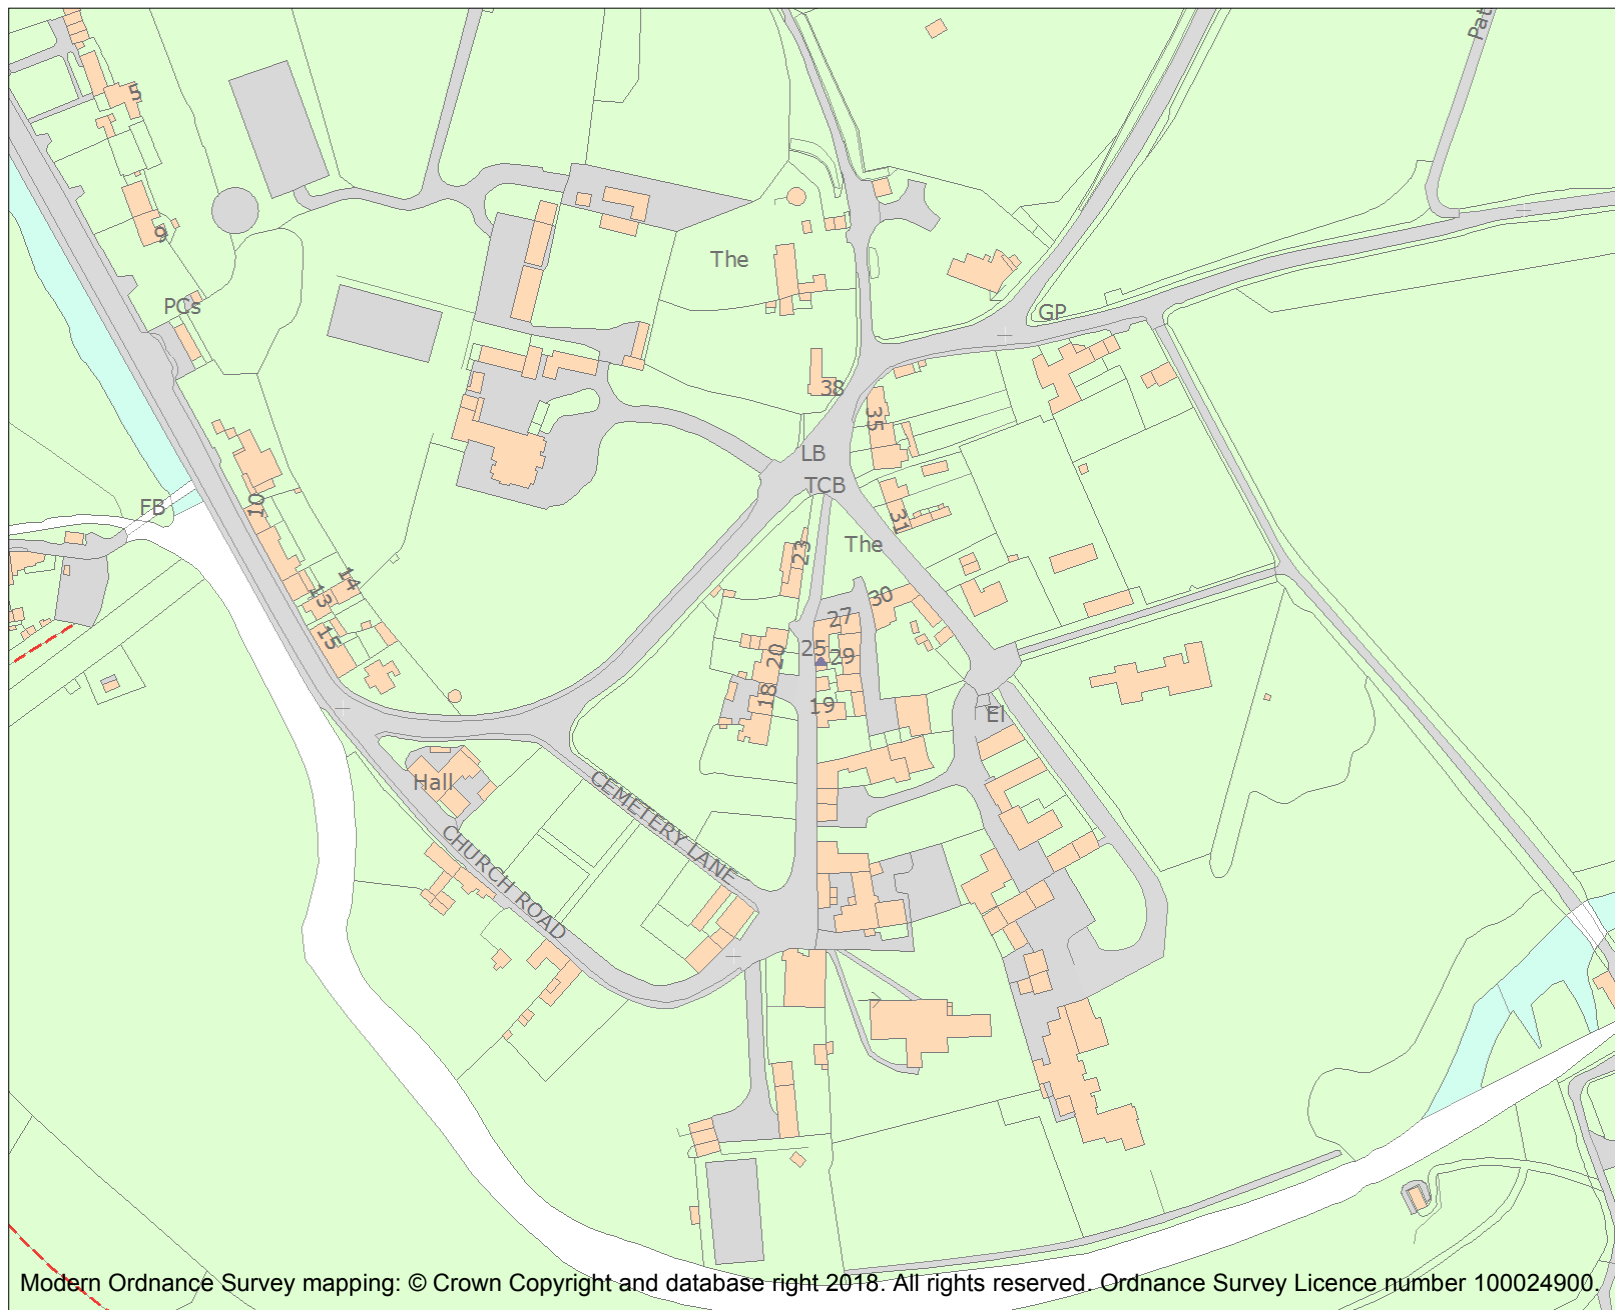 Pat
5
9
The
PCs
GP
38
35
LB
TCB
10
FB
31
23
The
14
13
30
27
15
25
29
20
18
19
El
Hall
CEMETERY LANE
CHURCH ROAD
7
Modern Ordnance Survey mapping: © Crown Copyright and database right 2018. All rights reserved. Ordnance Survey Licence number 100024900.